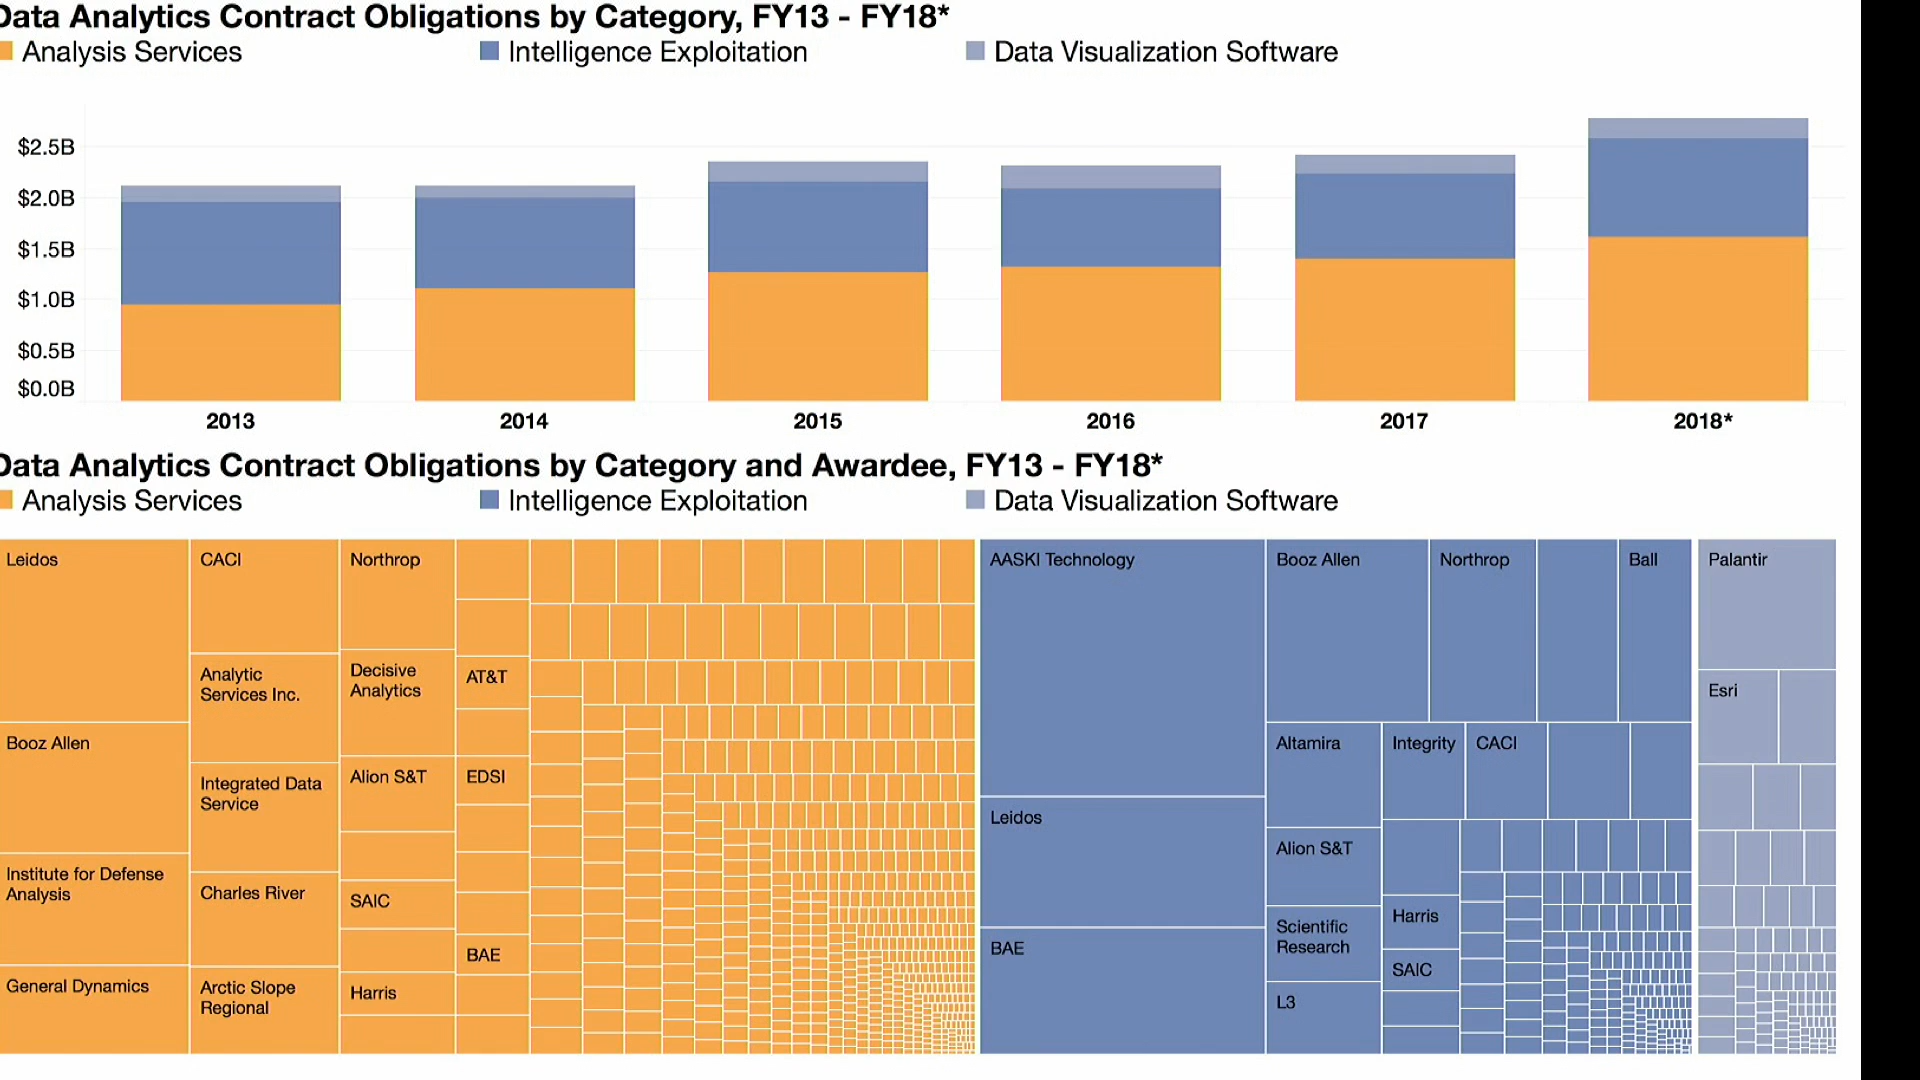 Data Analytics Contract Obligations by Category, FY13 - FY18*
Analysis Services
Intelligence Exploitation
Data Visualization Software
$2.5B
$2.0B
$1.5B
$1.0B
$0.5B
$0.0B
2013
2014
2015
2016
2017
2018*
Data Analytics Contract Obligations by Category and Awardee, FY13 - FY18*
Analysis Services
Intelligence Exploitation
Data Visualization Software
Leidos
Booz Allen
Institute for Defense
Analysis
General Dynamics
CACI
Analytic
Services Inc.
Integrated Data
Service
Charles River
Arctic Slope
Regional
Northrop
Decisive
Analytics
Alion S&T
SAIC
Harris
AT&T
EDSI
BAE
AASKI Technology
Leidos
BAE
Booz Allen
Northrop
Ball
Altamira
Integrity
CACI
Alion S&T
Scientific
Research
L3
Harris
SAIC
Palantir
Esri